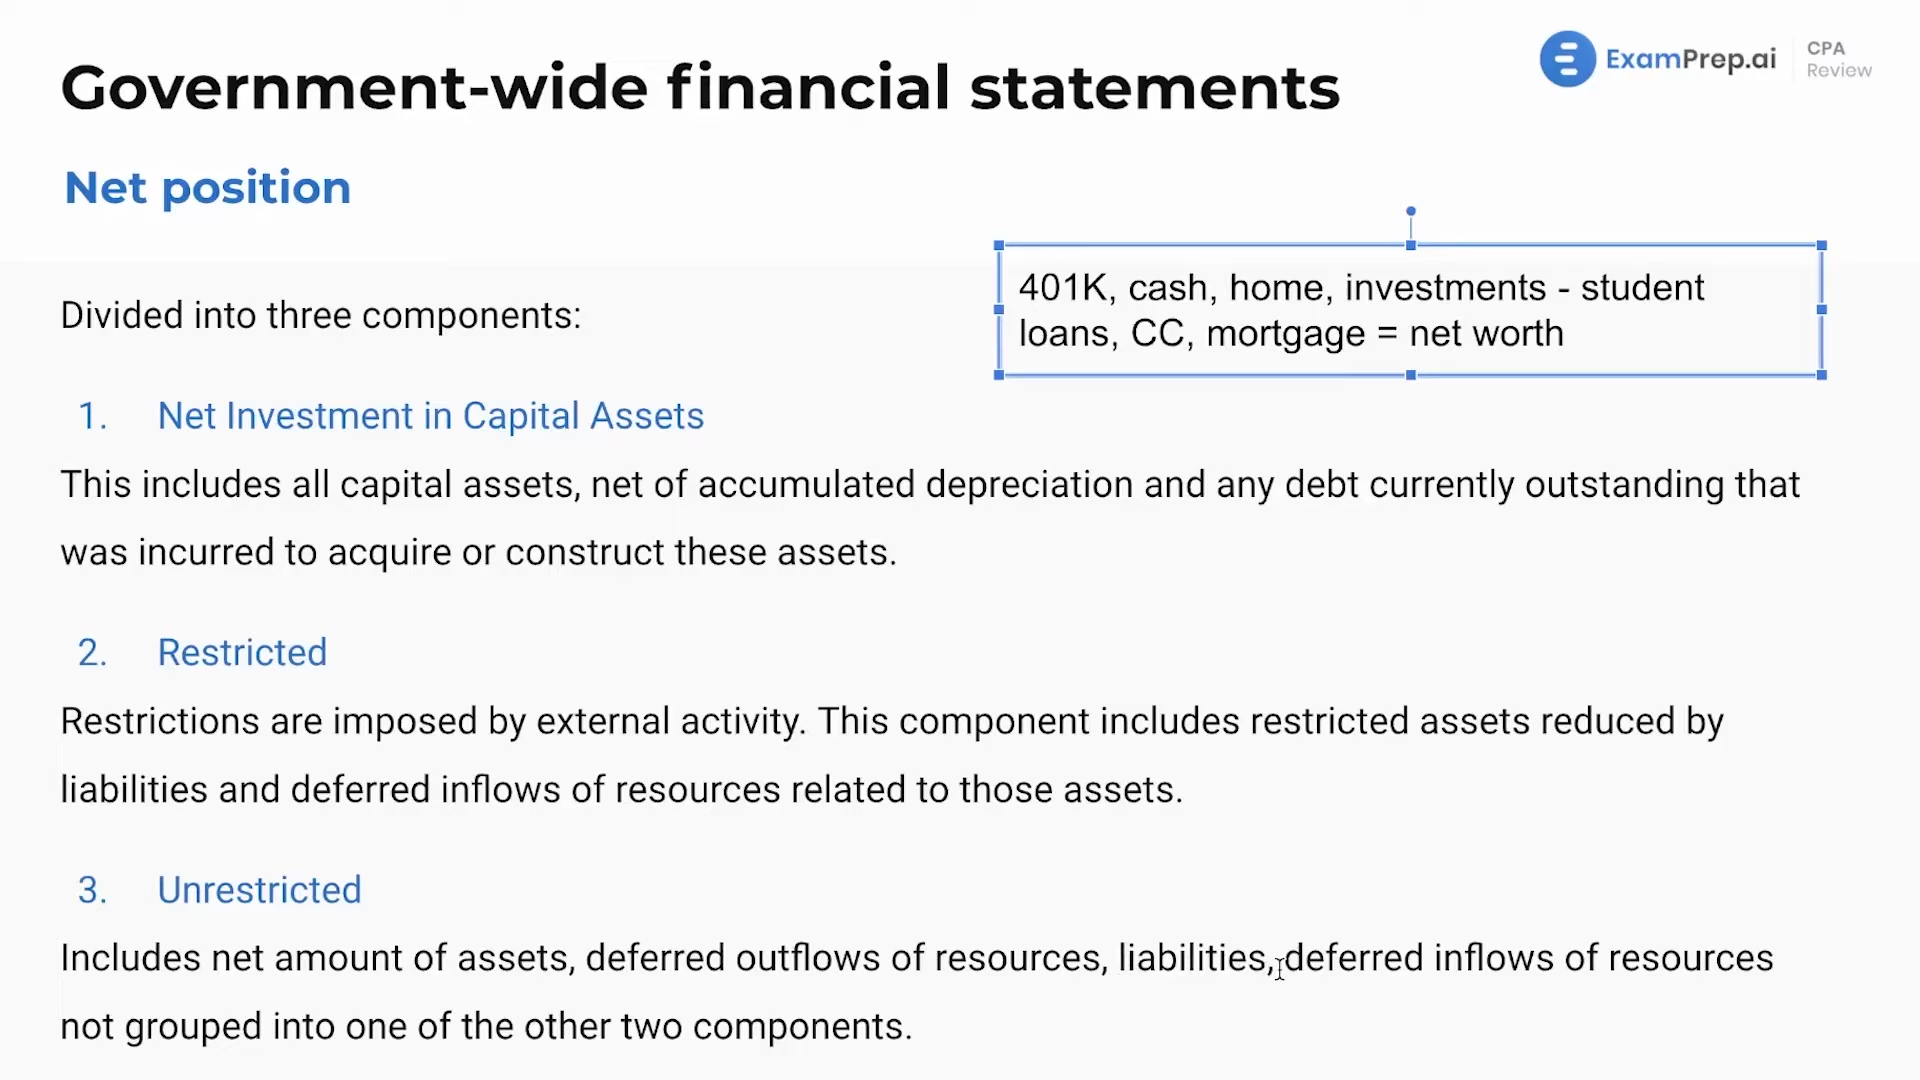 Government-wide financial statements
ExamPrep.ai
CPA
Review
Net position
401K, cash, home, investments - student
loans, CC, mortgage = net worth
Divided into three components:
1. Net Investment in Capital Assets
This includes all capital assets, net of accumulated depreciation and any debt currently outstanding that
was incurred to acquire or construct these assets.
2. Restricted
Restrictions are imposed by external activity. This component includes restricted assets reduced by
liabilities and deferred inflows of resources related to those assets.
3. Unrestricted
Includes net amount of assets, deferred outflows of resources, liabilities, deferred inflows of resources
not grouped into one of the other two components.